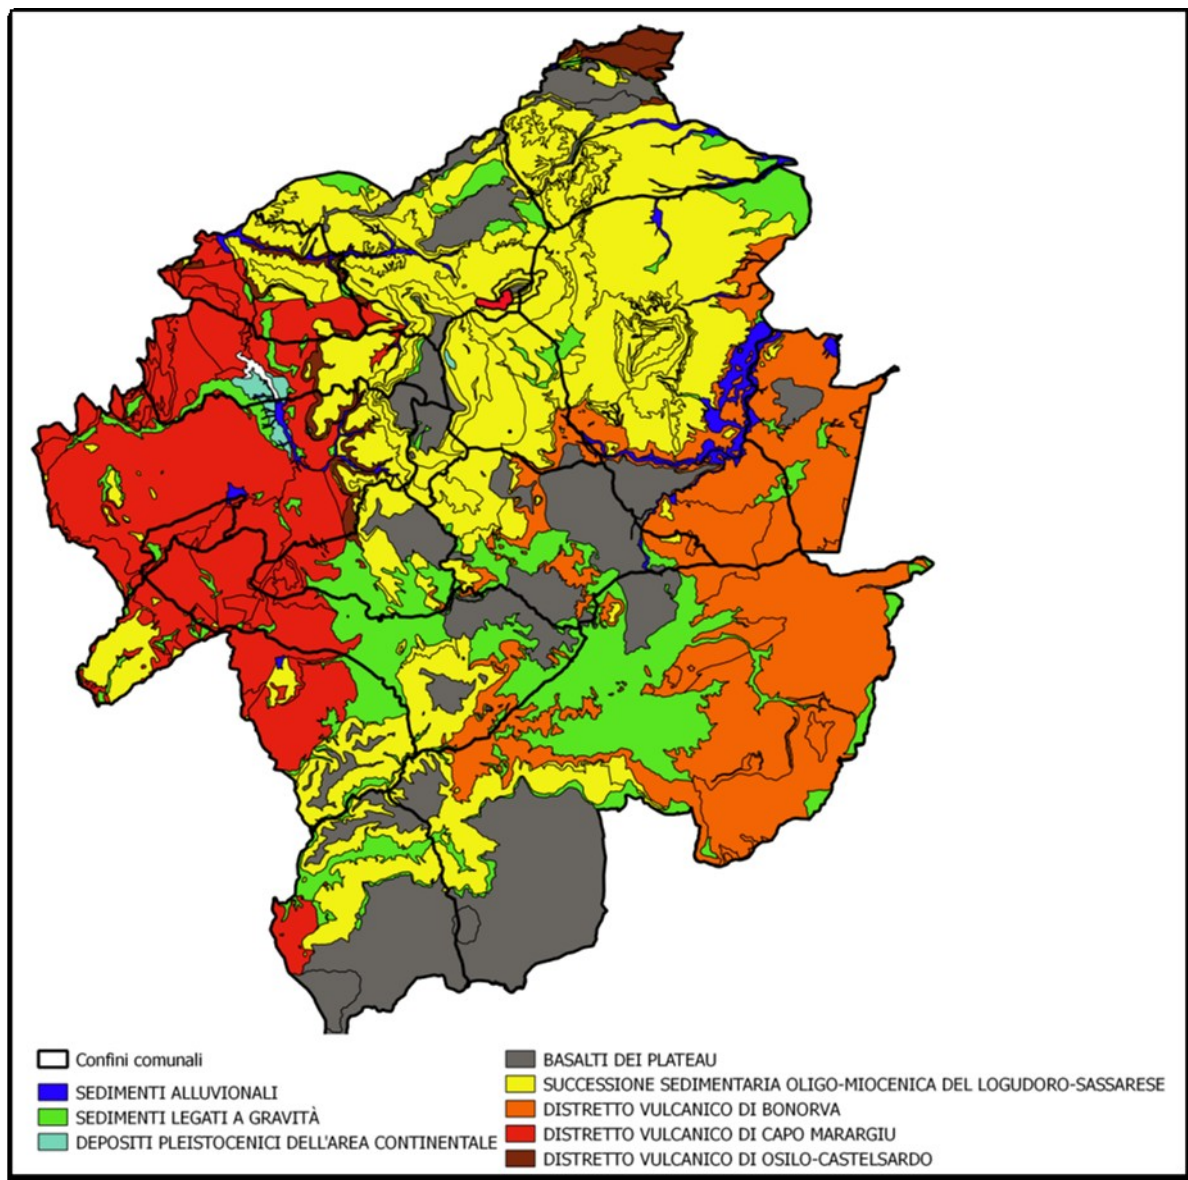 Confini comunali
SEDIMENTI ALLUVIONALI
SEDIMENTI LEGATI A GRAVITÀ
DEPOSITI PLEISTOCENICI DELL'AREA CONTINENTALE
BASALTI DEI PLATEAU
SUCCESSIONE SEDIMENTARIA OLIGO-MIOCENICA DEL LOGUDORO-SASSARESE
DISTRETTO VULCANICO DI BONORVA
DISTRETTO VULCANICO DI CAPO MARARGIU
DISTRETTO VULCANICO DI OSILO-CASTELSARDO